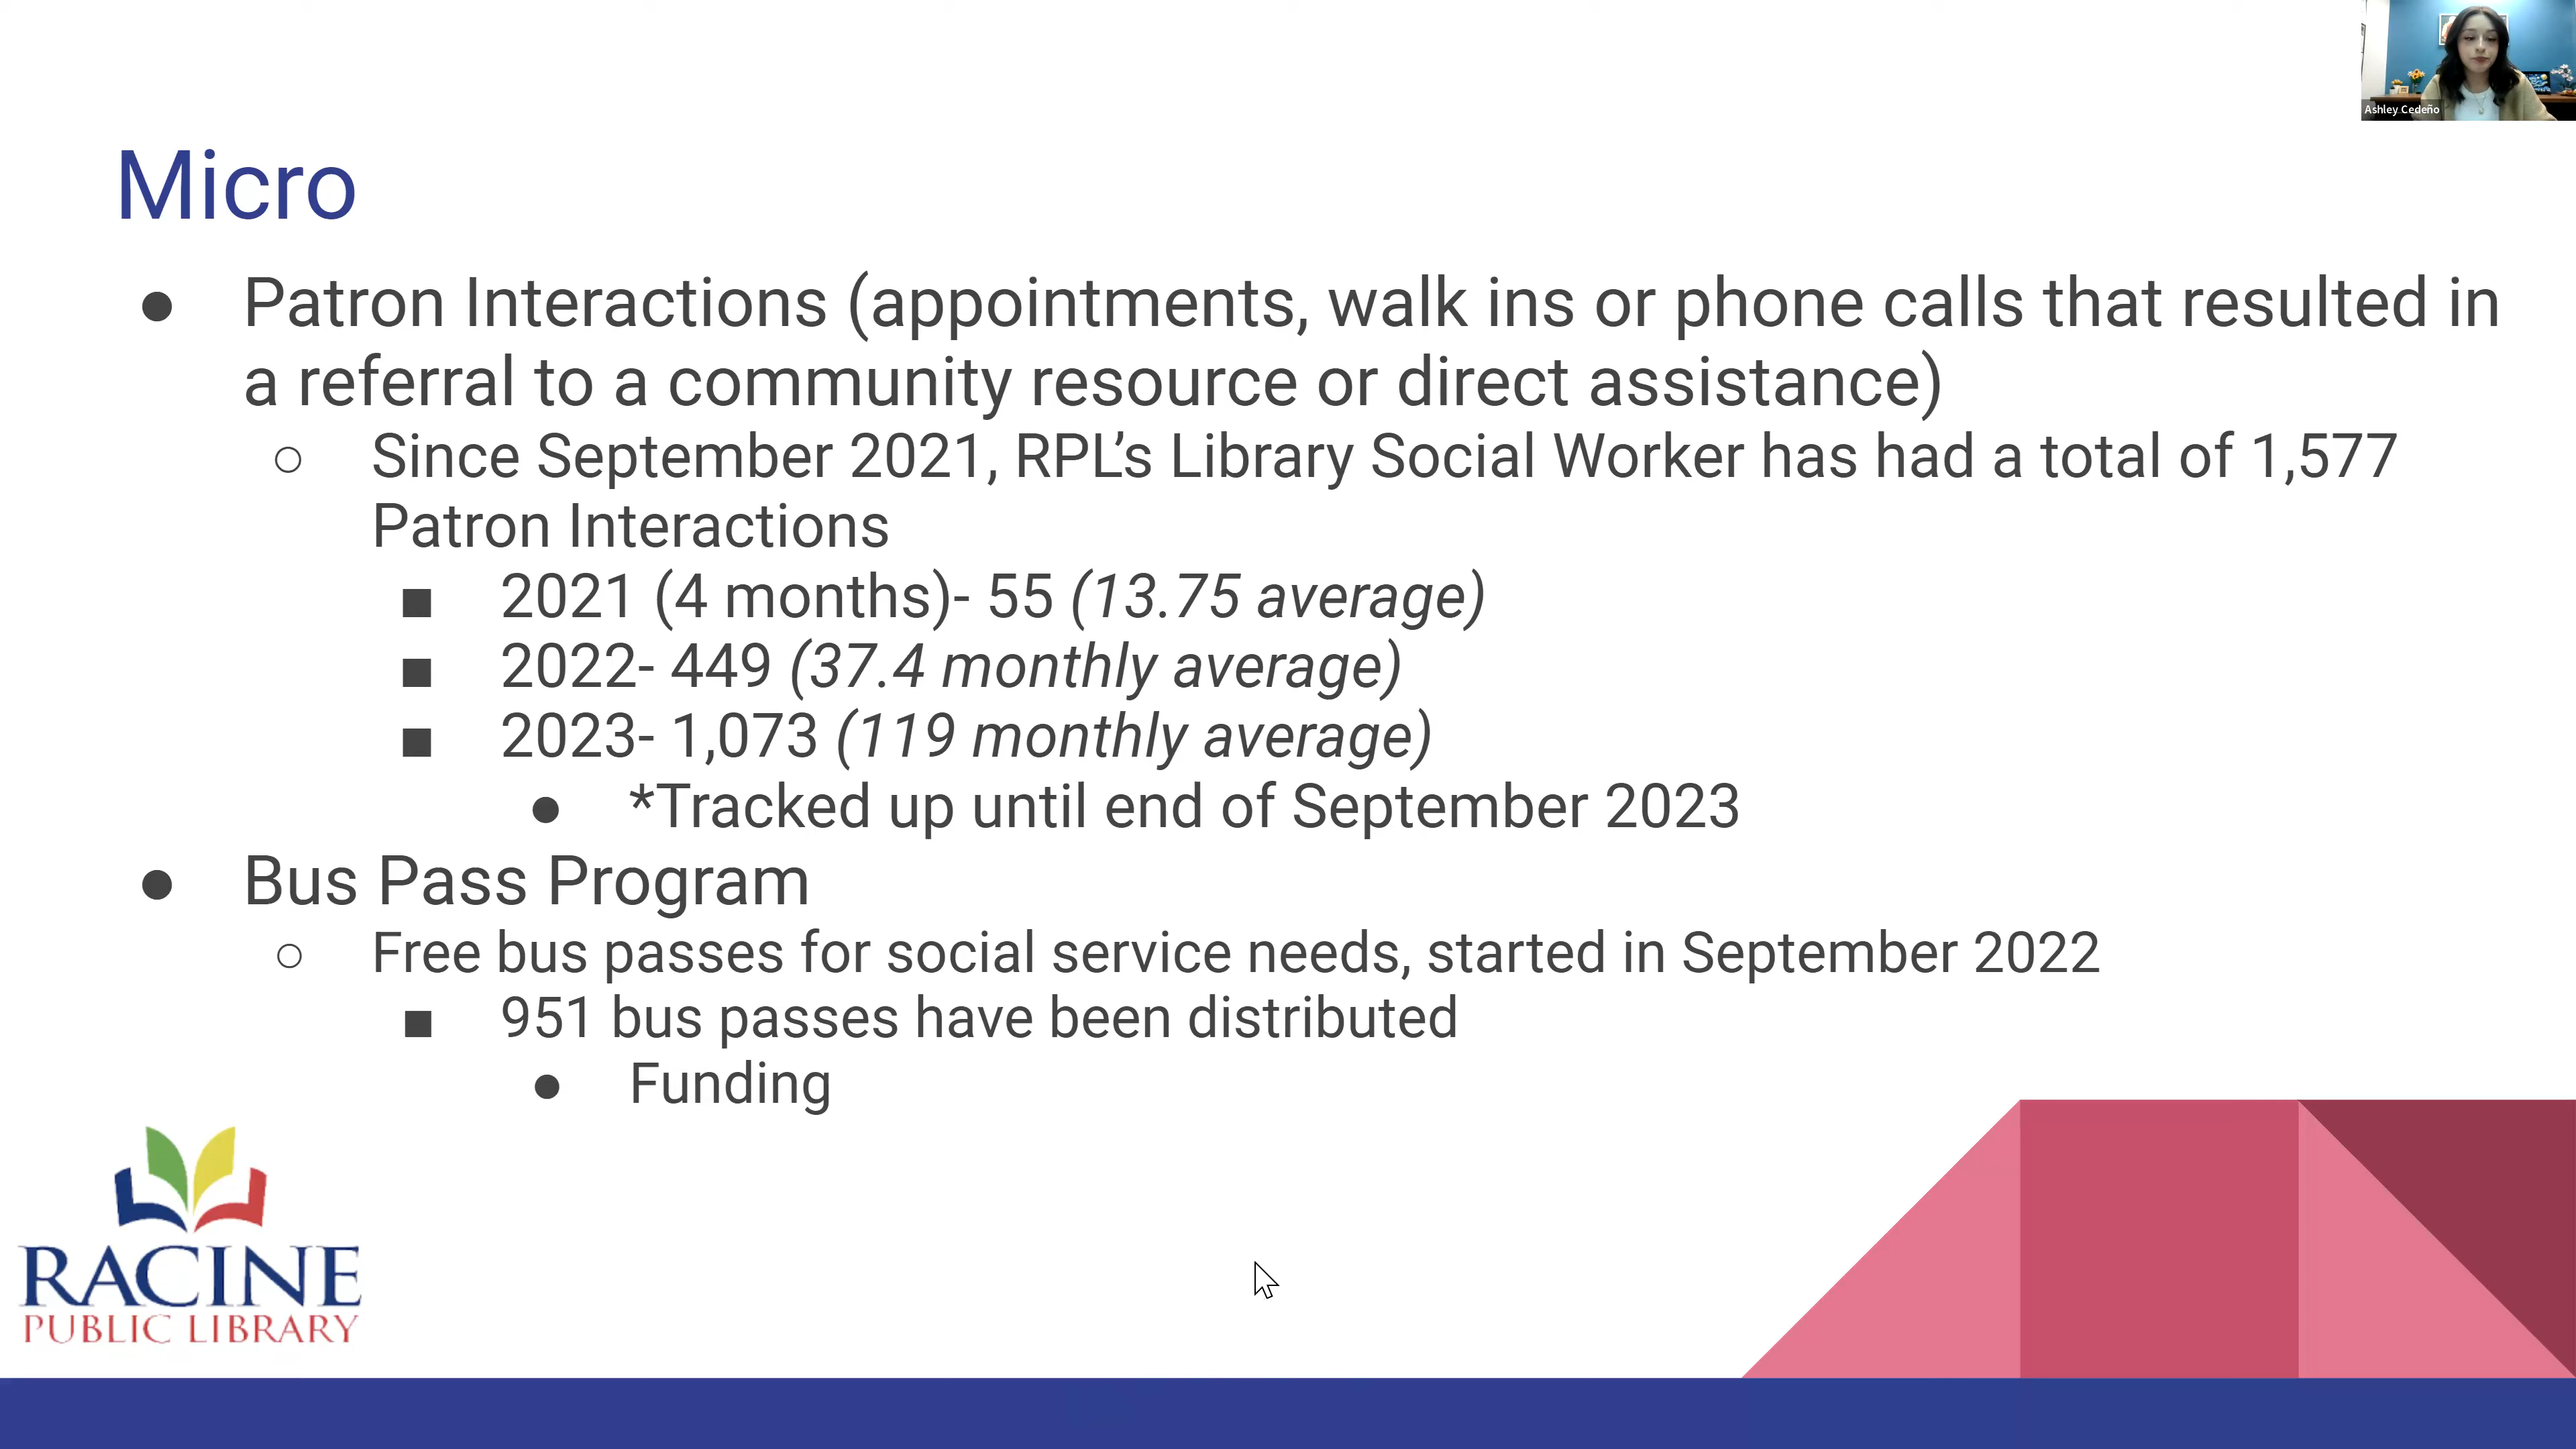 Ashley Cedeño
Micro
● Patron Interactions (appointments, walk ins or phone calls that resulted in
a referral to a community resource or direct assistance)
○ Since September 2021, RPL’s Library Social Worker has had a total of 1,577
Patron Interactions
■ 2021 (4 months)- 55 (13.75 average)
■ 2022- 449 (37.4 monthly average)
■ 2023- 1,073 (119 monthly average)
● *Tracked up until end of September 2023
● Bus Pass Program
○ Free bus passes for social service needs, started in September 2022
■ 951 bus passes have been distributed
● Funding
RACINE
PUBLIC LIBRARY